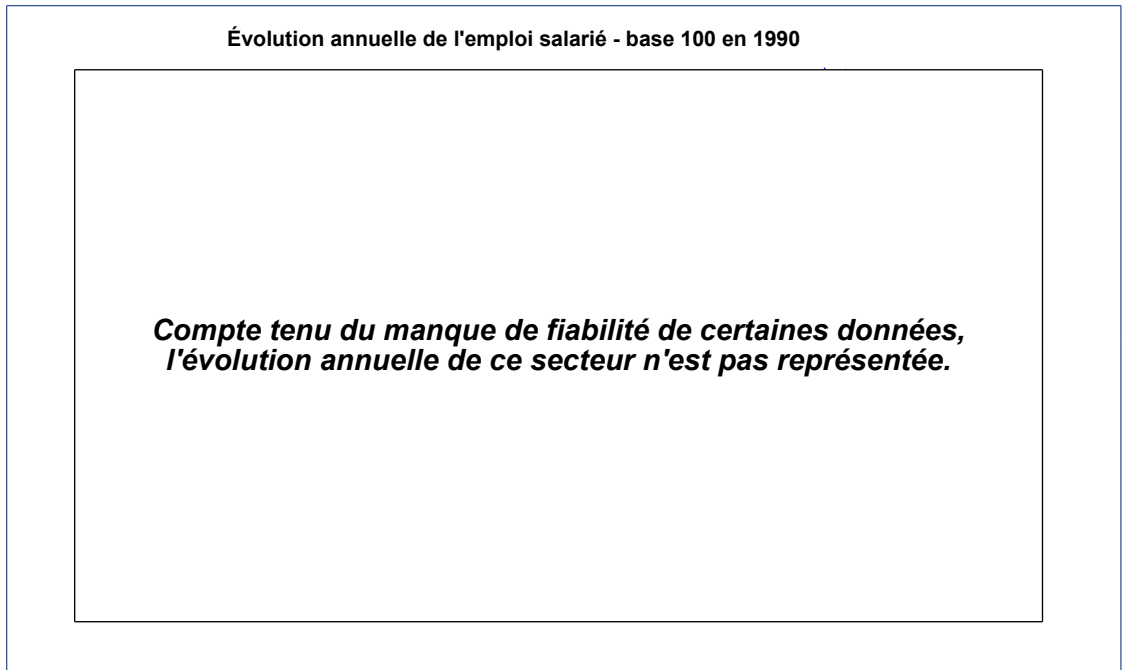 Évolution annuelle de l'emploi salarié - base 100 en 1990
Compte tenu du manque de fiabilité de certaines données,
l'évolution annuelle de ce secteur n'est pas représentée.